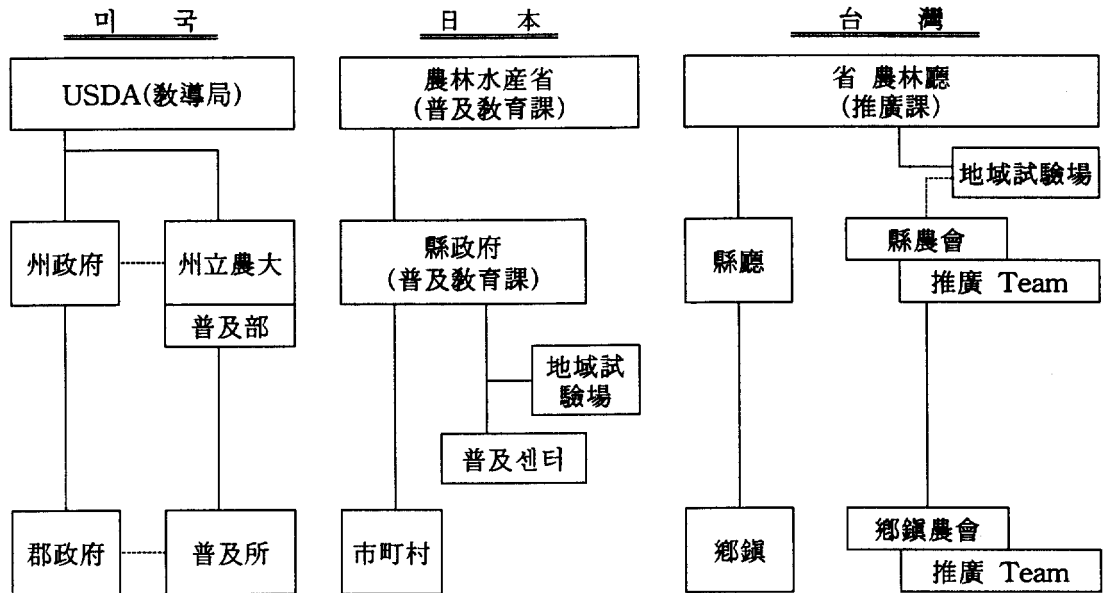 미 국
USDA(敎導局)
州政府
州立農大
普及部
郡政府
普及所
日 本
農林水産省
(普及敎育課)
縣政府
(普及敎育課)
地域試
驗場
普及센터
市町村
台 灣
省 農林廳
(推廣課)
地域試驗場
縣廳
縣農會
推廣 Team
鄕鎭
鄕鎭農會
推廣 Team